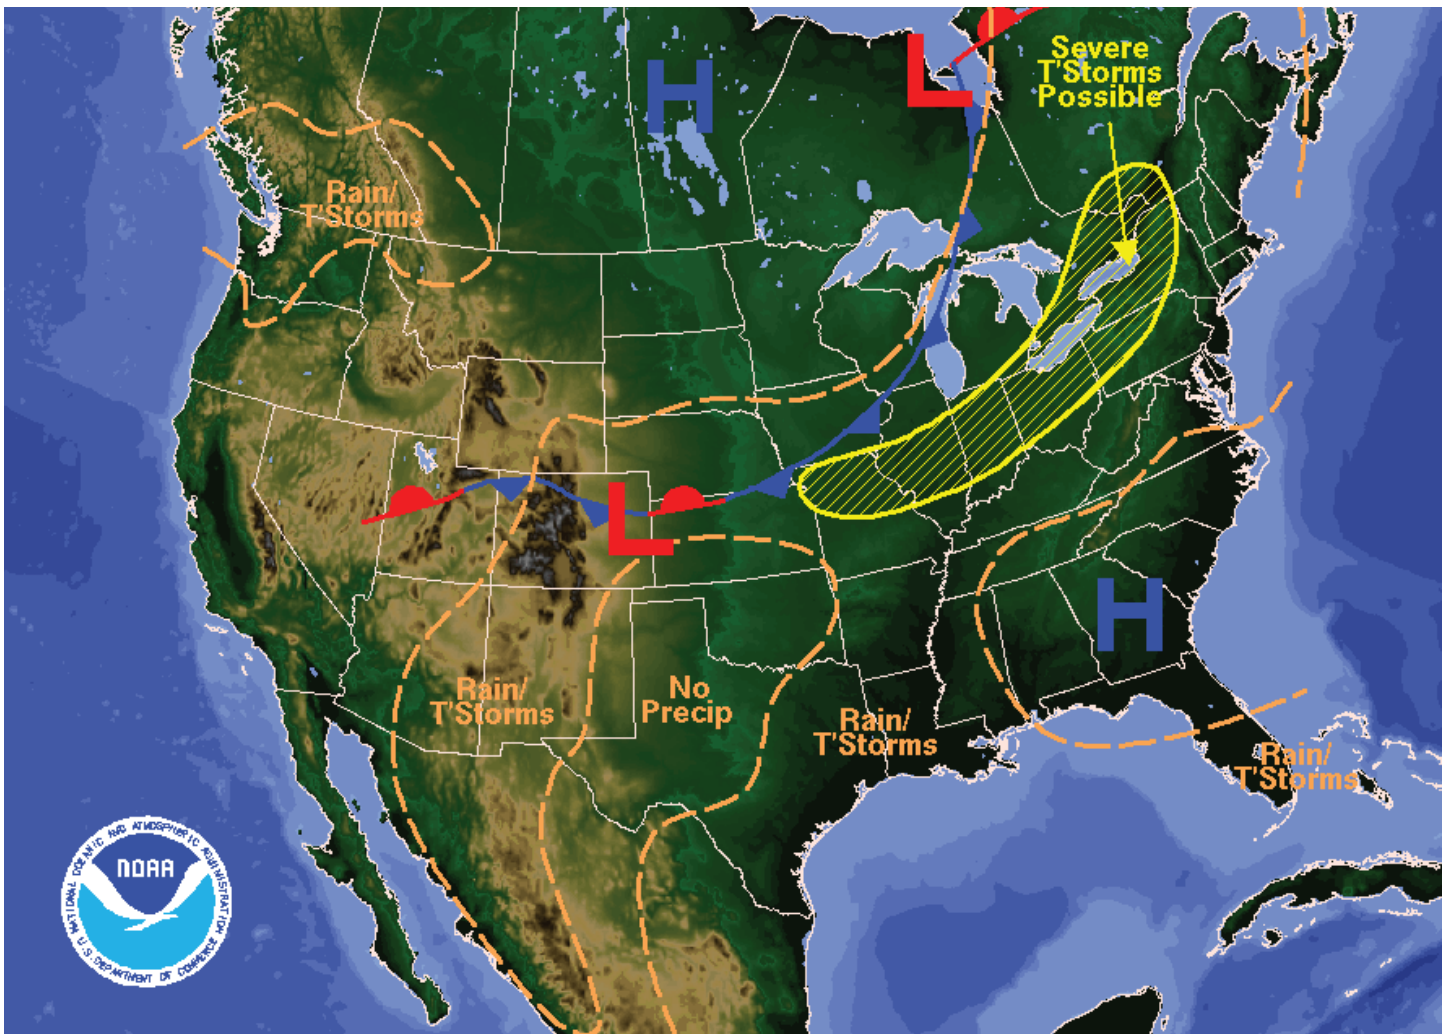 H
L
Severe
T'Storms
Possible
Rain/
T'Storms
L
H
Rain/
T'Storms
No
Precip
Rain/
T'Storms
Rain/
T'Storms
NATIONAL OCEANIC AND ATMOSPHERIC ADMINISTRATION
NOAA
U.S. DEPARTMENT OF COMMERCE